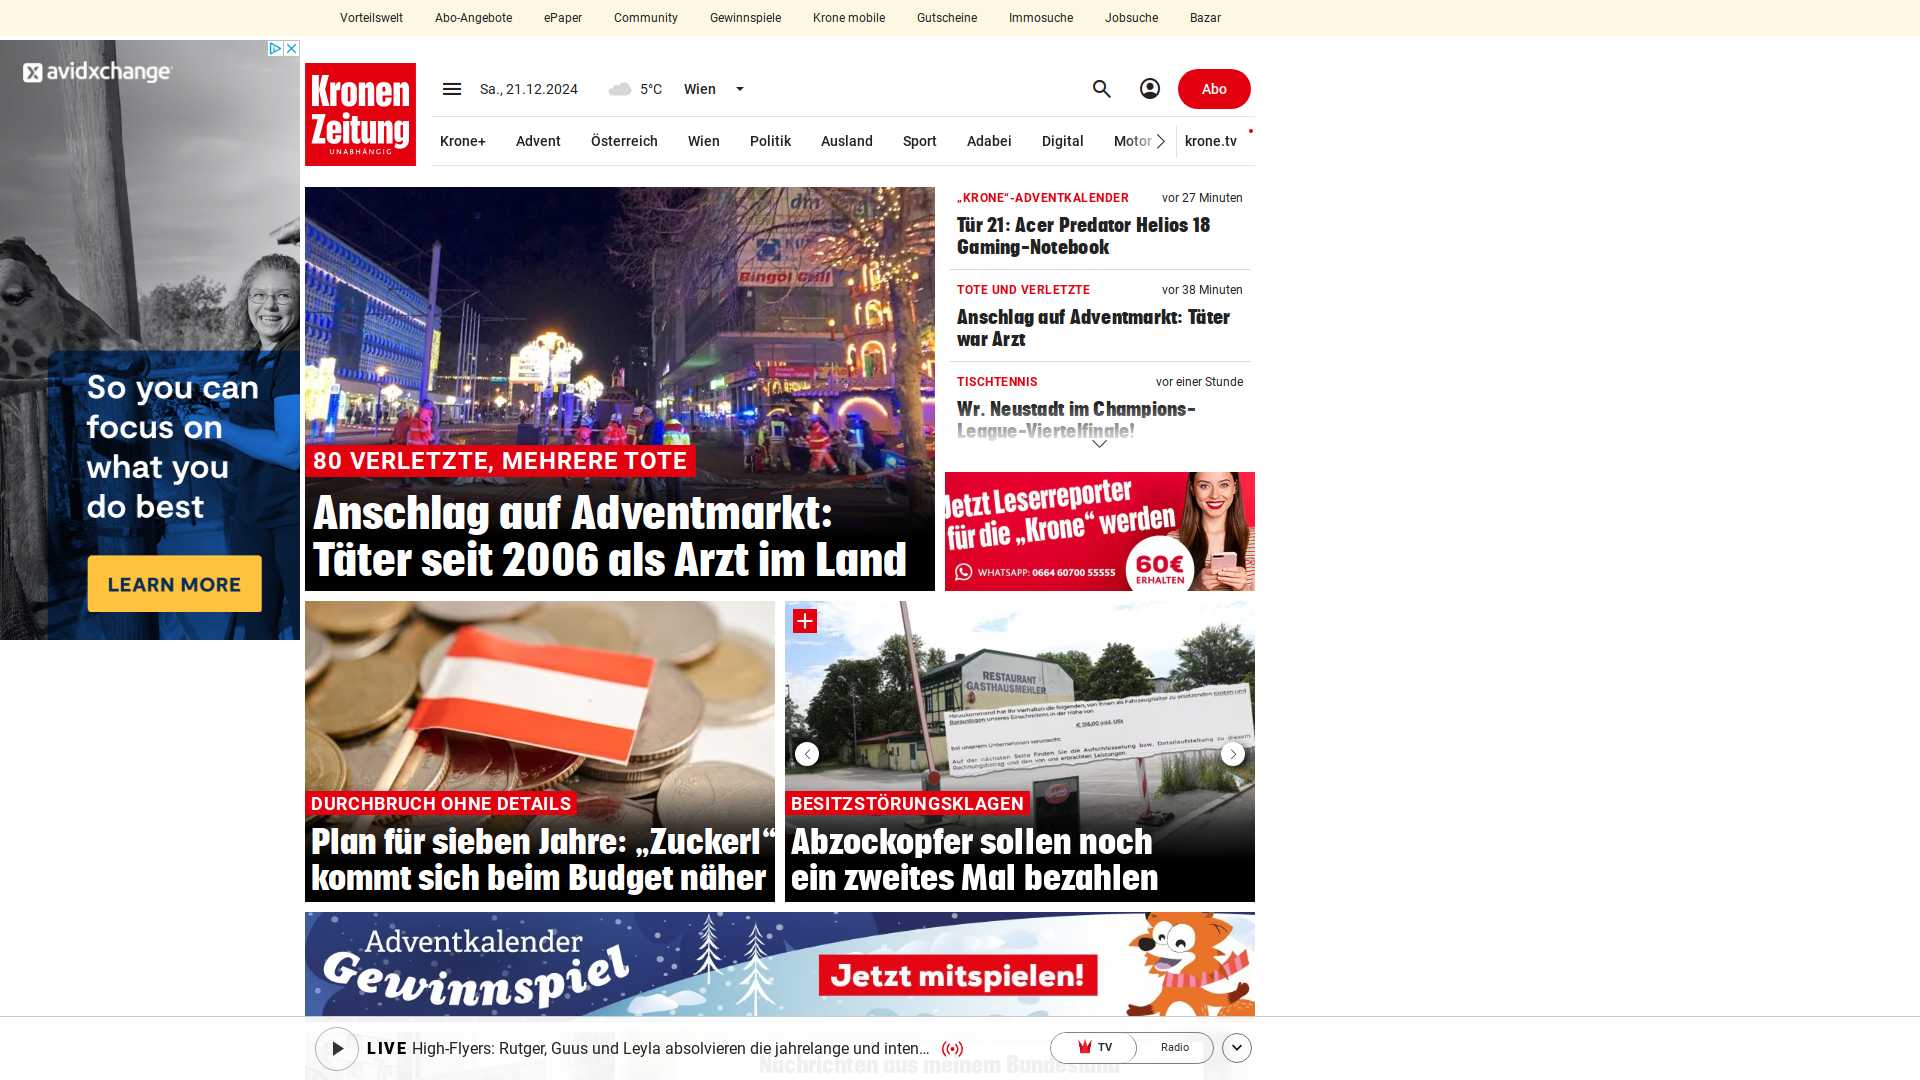 Vorteilswelt Abo-Angebote ePaper Community Gewinnspiele Krone mobile Gutscheine Immosuche Jobsuche Bazar
avidxchange
So you can
focus on
what you
do best
LEARN MORE
Kronen
Zeitung
UNABHÄNGIG
Sa., 21.12.2024 5°C Wien
Abo
Krone+ Advent Österreich Wien Politik Ausland Sport Adabei Digital Motor krone.tv
dm
Bingöl Grill
80 VERLETZTE, MEHRERE TOTE
Anschlag auf Adventmarkt:
Täter seit 2006 als Arzt im Land
„KRONE“-ADVENTKALENDER vor 27 Minuten
Tür 21: Acer Predator Helios 18
Gaming-Notebook
TOTE UND VERLETZTE vor 38 Minuten
Anschlag auf Adventmarkt: Täter
war Arzt
TISCHTENNIS vor einer Stunde
Wr. Neustadt im Champions-
League-Viertelfinale!
Jetzt Leserreporter
für die „Krone“ werden
WHATSAPP: 0664 60700 55555
60€
ERHALTEN
DURCHBRUCH OHNE DETAILS
Plan für sieben Jahre: „Zuckerl“
kommt sich beim Budget näher
RESTAURANT
GASTHAUSMEHLER
BESITZSTÖRUNGSKLAGEN
Abzockopfer sollen noch
ein zweites Mal bezahlen
Adventkalender
Gewinnspiel
Jetzt mitspielen!
LIVE High-Flyers: Rutger, Guus und Leyla absolvieren die jahrelange und inten…
TV Radio
Nachrichten aus meinem Bundesland